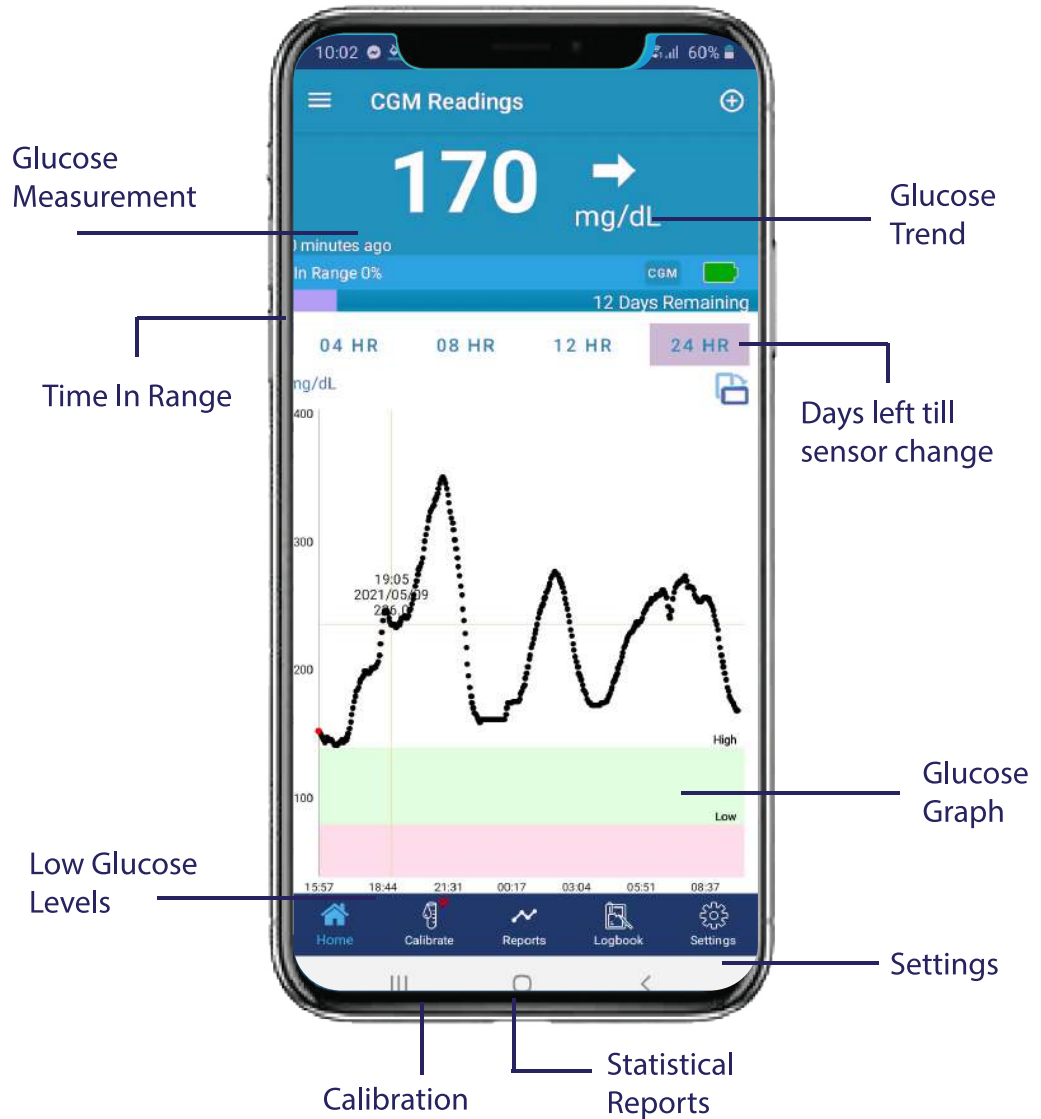 10:02
60%
CGM Readings
Glucose
Measurement
170
mg/dL
Glucose
Trend
minutes ago
In Range 0%
CGM
12 Days Remaining
04 HR
08 HR
12 HR
24 HR
Time In Range
Days left till
sensor change
mg/dL
400
300
19:05
2021/05/09
200
High
Glucose
Graph
100
Low
Low Glucose
Levels
15:57
18:44
21:31
00:17
03:04
05:51
08:37
Home
Calibrate
Reports
Logbook
Settings
Settings
Calibration
Statistical
Reports